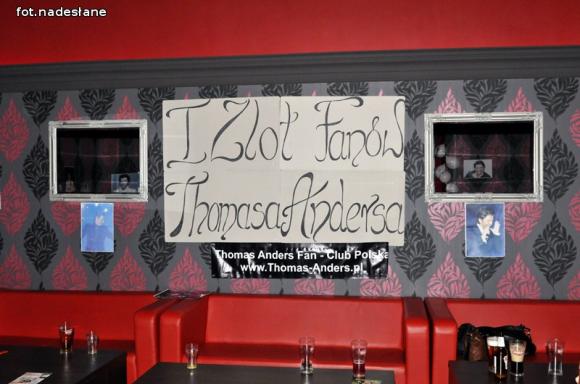 fot.nadesłane
I Zlot Fanów
Thomasa Andersa
Thomas Anders Fan - Club Polska
www.Thomas-Anders.pl